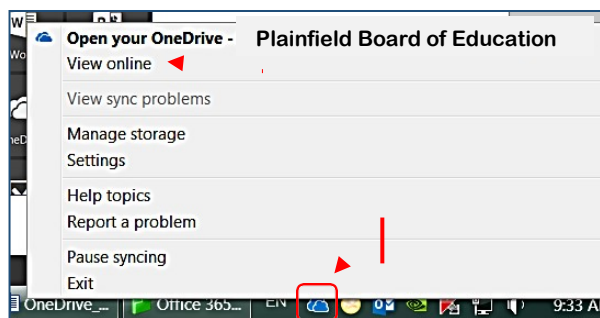 Open your OneDrive - Plainfield Board of Education
View online
View sync problems
Manage storage
Settings
Help topics
Report a problem
Pause syncing
Exit
OneDrive_... Office 365... EN 9:33 A